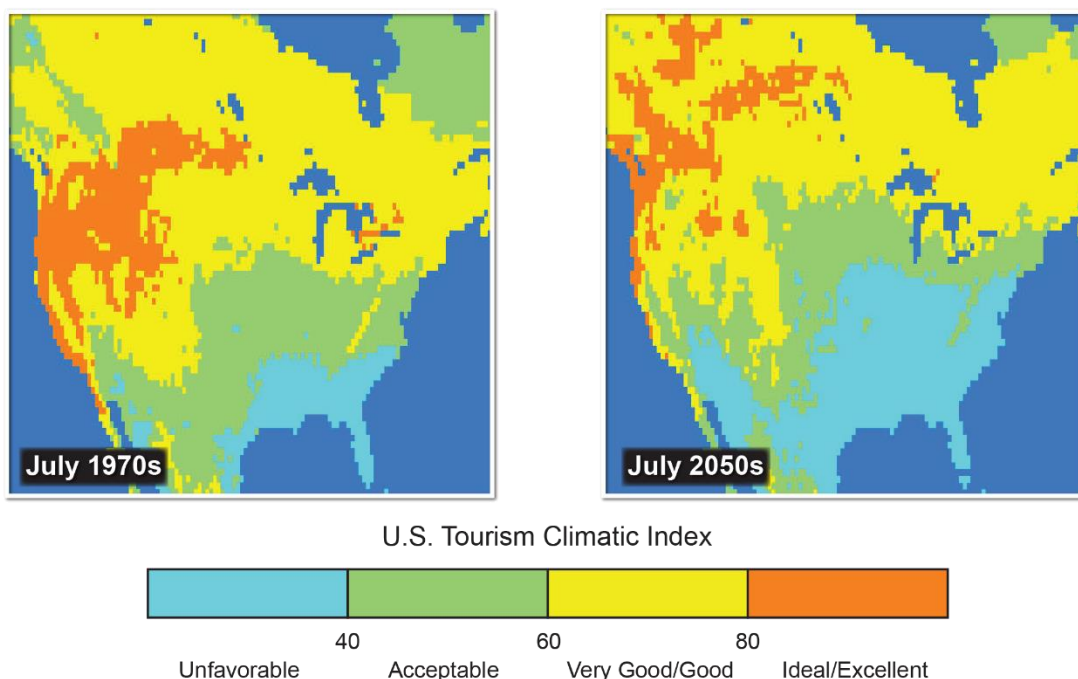 July 1970s
July 2050s
U.S. Tourism Climatic Index
40 60 80
Unfavorable Acceptable Very Good/Good Ideal/Excellent